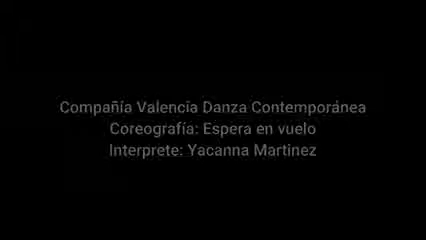 Compañía Valencia Danza Contemporánea
Coreografía: Espera en vuelo
Interprete: Yacanna Martinez